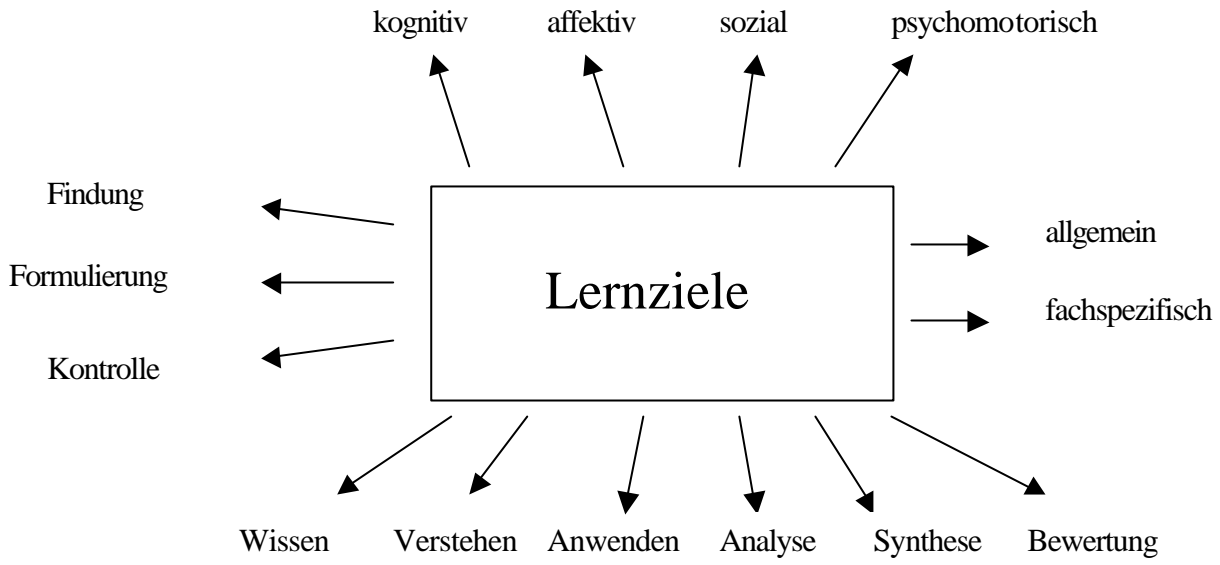 kognitiv affektiv sozial psychomotorisch
Findung
allgemein
Formulierung
Lernziele
fachspezifisch
Kontrolle
Wissen Verstehen Anwenden Analyse Synthese Bewertung